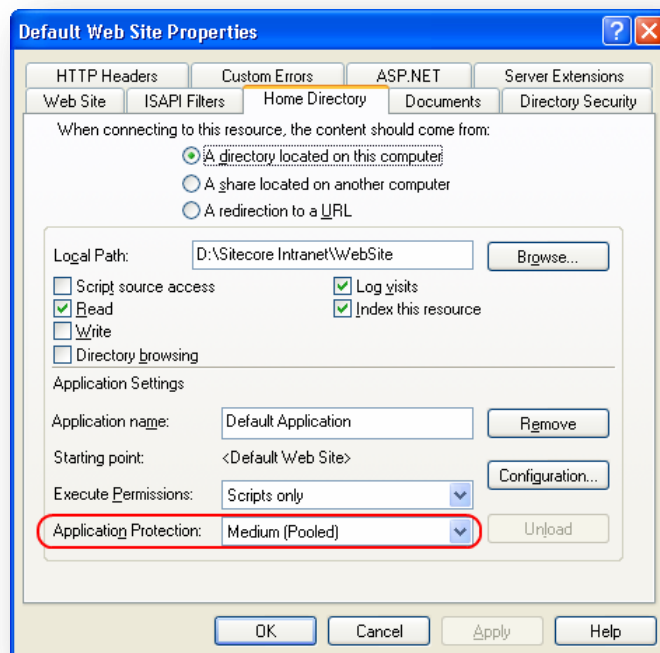 Default Web Site Properties
HTTP Headers Custom Errors ASP.NET Server Extensions
Web Site ISAPI Filters Home Directory Documents Directory Security
When connecting to this resource, the content should come from:
A directory located on this computer
A share located on another computer
A redirection to a URL
Local Path: D:\Sitecore Intranet\WebSite Browse...
Script source access Log visits
Read Index this resource
Write
Directory browsing
Application Settings
Application name: Default Application Remove
Starting point: <Default Web Site>
Configuration...
Execute Permissions: Scripts only
Application Protection: Medium (Pooled) Unload
OK Cancel Apply Help